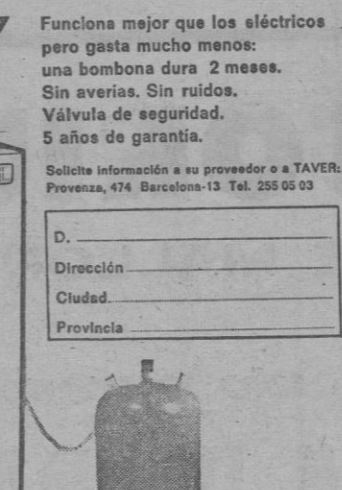 Funciona mejor que los eléctricos
pero gasta mucho menos:
una bombona dura 2 meses.
Sin averias. Sin ruidos.
Válvula de seguridad.
5 años de garantía.
Solicite información a su proveedor o a TAVER:
Provenza, 474 Barcelona-13 Tel. 255 05 03
D.
Dirección
Ciudad.
Provincia